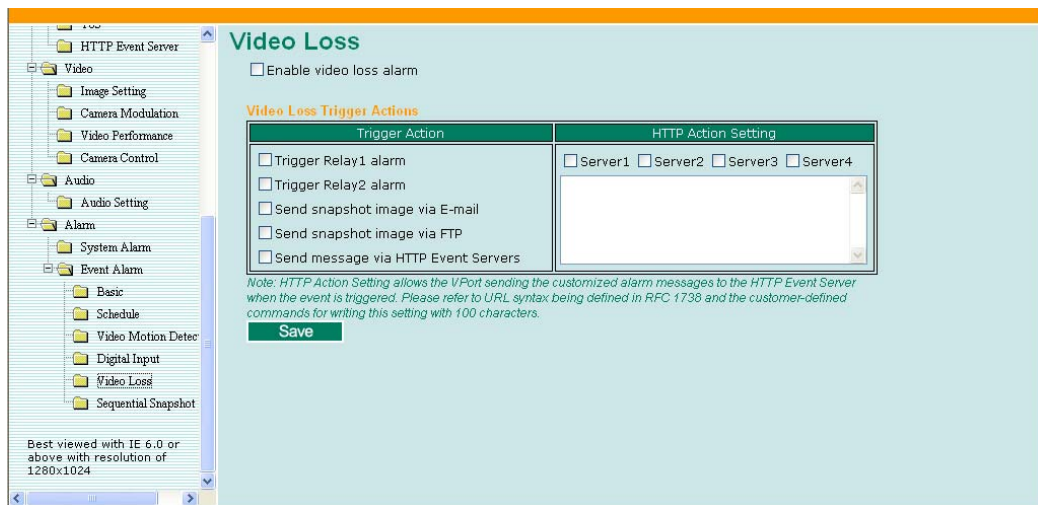 HTTP Event Server
Video
Image Setting
Camera Modulation
Video Performance
Camera Control
Audio
Audio Setting
Alarm
System Alarm
Event Alarm
Basic
Schedule
Video Motion Detec
Digital Input
Video Loss
Sequential Snapshot
Best viewed with IE 6.0 or
above with resolution of
1280x1024
Video Loss
Enable video loss alarm
Video Loss Trigger Actions
Trigger Action
Trigger Relay1 alarm
Trigger Relay2 alarm
Send snapshot image via E-mail
Send snapshot image via FTP
Send message via HTTP Event Servers
HTTP Action Setting
Server1 Server2 Server3 Server4
Note: HTTP Action Setting allows the VPort sending the customized alarm messages to the HTTP Event Server
when the event is triggered. Please refer to URL syntax being defined in RFC 1738 and the customer-defined
commands for writing this setting with 100 characters.
Save